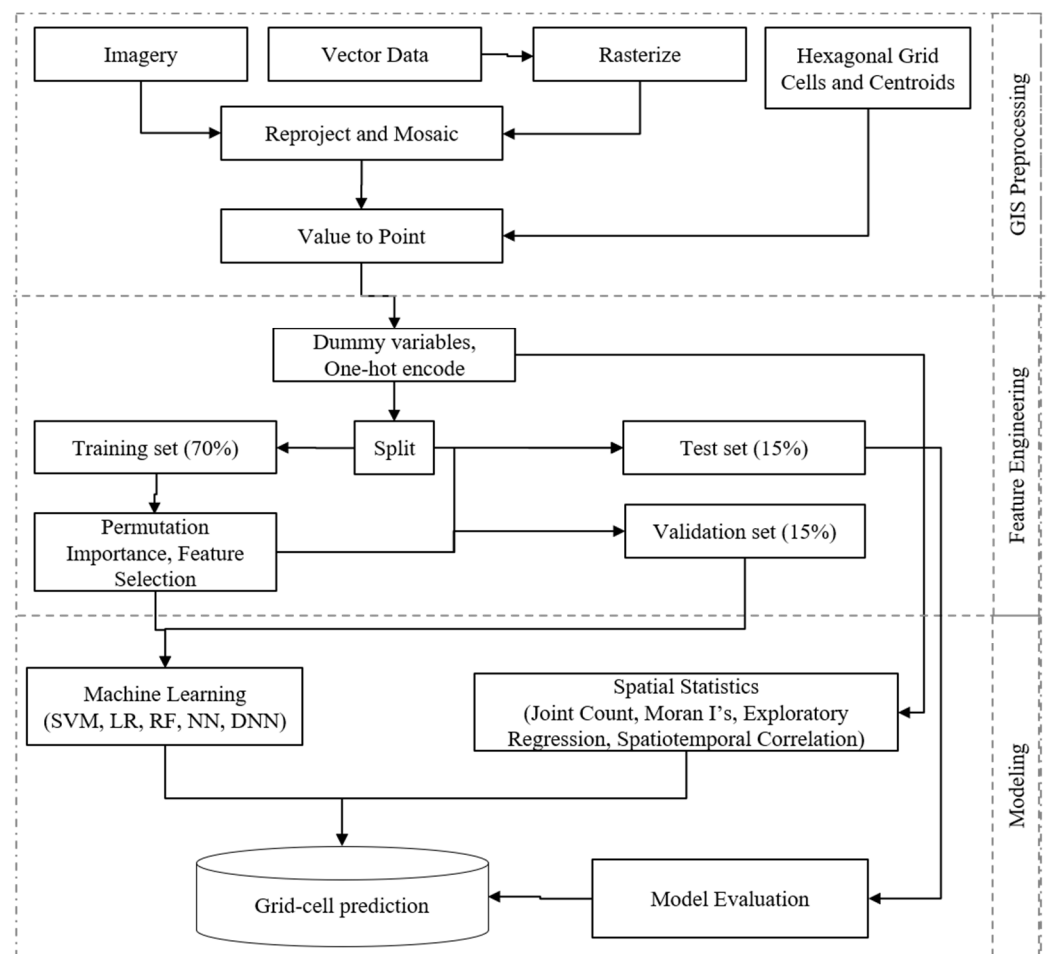 Imagery
Vector Data
Rasterize
Hexagonal Grid
Cells and Centroids
Reproject and Mosaic
Value to Point
GIS Preprocessing
Dummy variables,
One-hot encode
Training set (70%)
Split
Test set (15%)
Permutation
Importance, Feature
Selection
Validation set (15%)
Feature Engineering
Machine Learning
(SVM, LR, RF, NN, DNN)
Spatial Statistics
(Joint Count, Moran I’s, Exploratory
Regression, Spatiotemporal Correlation)
Grid-cell prediction
Model Evaluation
Modeling